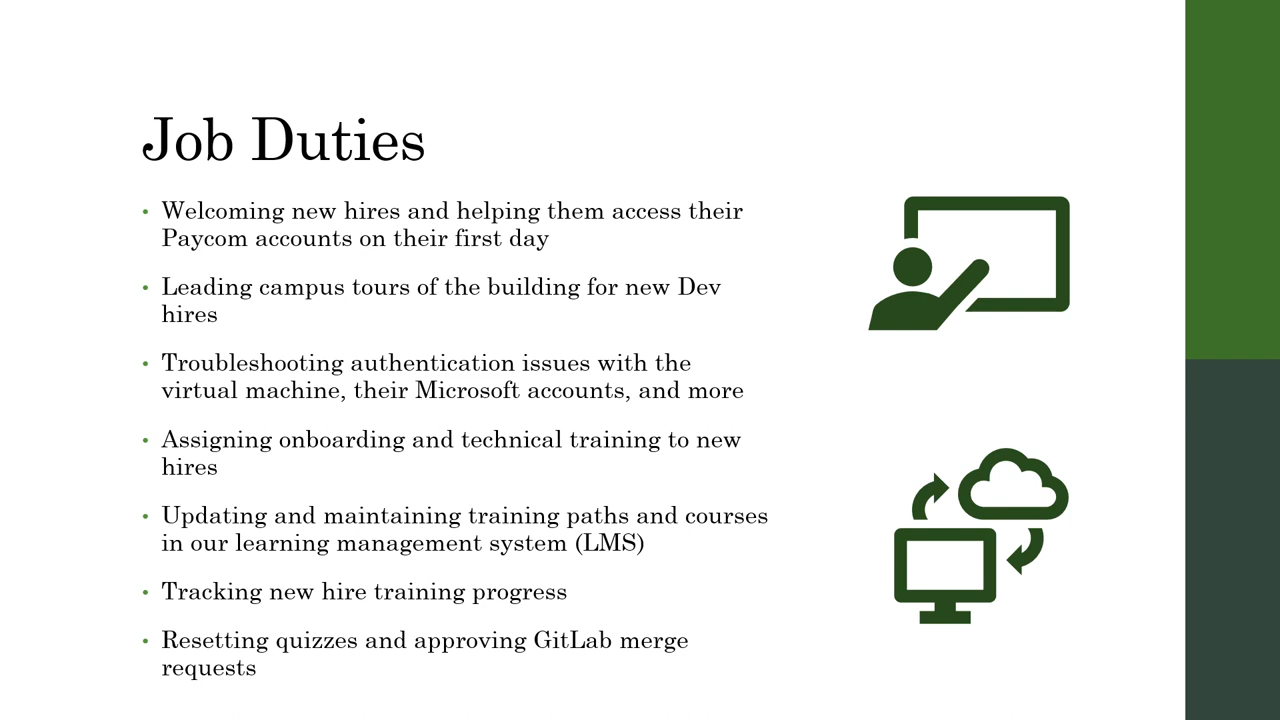 Job Duties
• Welcoming new hires and helping them access their
Paycom accounts on their first day
• Leading campus tours of the building for new Dev
hires
• Troubleshooting authentication issues with the
virtual machine, their Microsoft accounts, and more
• Assigning onboarding and technical training to new
hires
• Updating and maintaining training paths and courses
in our learning management system (LMS)
• Tracking new hire training progress
• Resetting quizzes and approving GitLab merge
requests